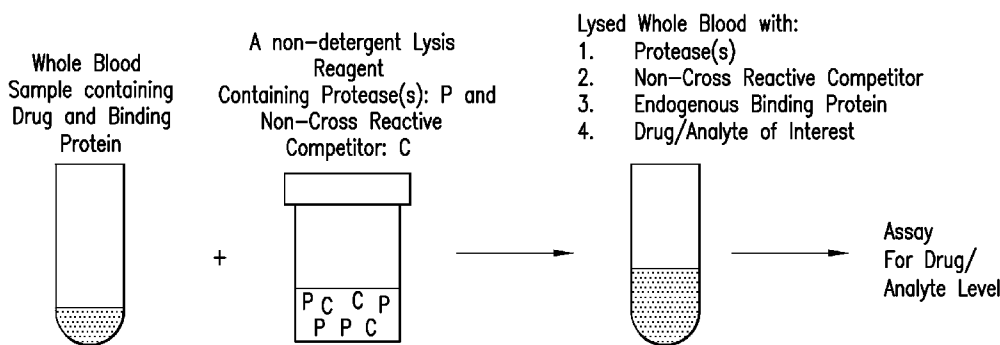 Whole Blood
Sample containing
Drug and Binding
Protein
A non-detergent Lysis
Reagent
Containing Protease(s): P and
Non-Cross Reactive
Competitor: C
Lysed Whole Blood with:
1. Protease(s)
2. Non-Cross Reactive Competitor
3. Endogenous Binding Protein
4. Drug/Analyte of Interest
+
P C C P
P P C
Assay
For Drug/
Analyte Level